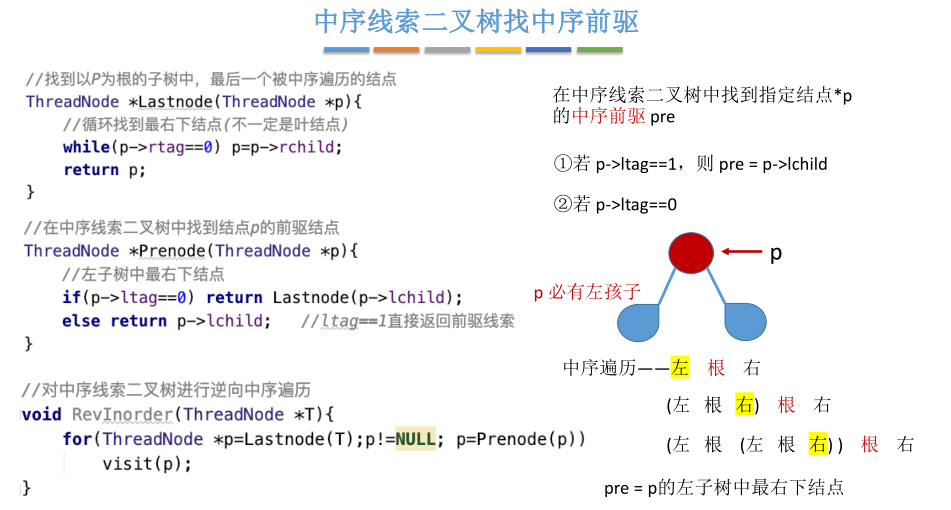 中序线索二叉树找中序前驱
//找到以P为根的子树中，最后一个被中序遍历的结点
ThreadNode *Lastnode(ThreadNode *p){
//循环找到最右下结点(不一定是叶结点)
while(p->rtag==0) p=p->rchild;
return p;
}
//在中序线索二叉树中找到结点p的前驱结点
ThreadNode *Prenode(ThreadNode *p){
//左子树中最右下结点
if(p->ltag==0) return Lastnode(p->lchild);
else return p->lchild; //ltag==1直接返回前驱线索
}
//对中序线索二叉树进行逆向中序遍历
void RevInorder(ThreadNode *T){
for(ThreadNode *p=Lastnode(T);p!=NULL; p=Prenode(p))
visit(p);
}
在中序线索二叉树中找到指定结点*p
的中序前驱 pre
①若 p->ltag==1，则 pre = p->lchild
②若 p->ltag==0
p
p 必有左孩子
中序遍历——左 根 右
(左 根 右) 根 右
(左 根 (左 根 右) ) 根 右
pre = p的左子树中最右下结点